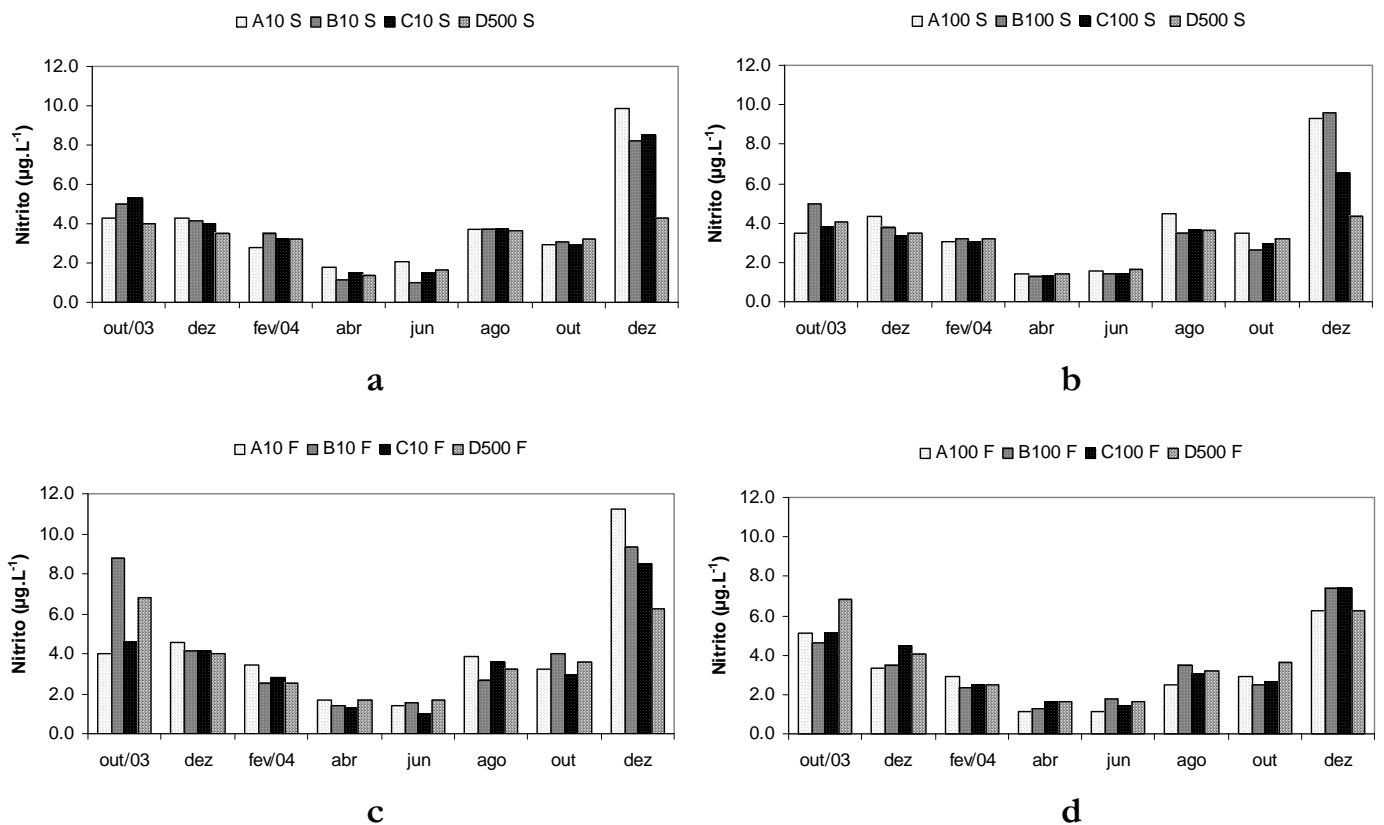 A10 S B10 S C10 S D500 S
12.0
10.0
8.0
6.0
4.0
2.0
0.0
Nitrito (µg.L-1)
out/03 dez fev/04 abr jun ago out dez
a
A100 S B100 S C100 S D500 S
12.0
10.0
8.0
6.0
4.0
2.0
0.0
Nitrito (µg.L-1)
out/03 dez fev/04 abr jun ago out dez
b
A10 F B10 F C10 F D500 F
12.0
10.0
8.0
6.0
4.0
2.0
0.0
Nitrito (µg.L-1)
out/03 dez fev/04 abr jun ago out dez
c
A100 F B100 F C100 F D500 F
12.0
10.0
8.0
6.0
4.0
2.0
0.0
Nitrito (µg.L-1)
out/03 dez fev/04 abr jun ago out dez
d